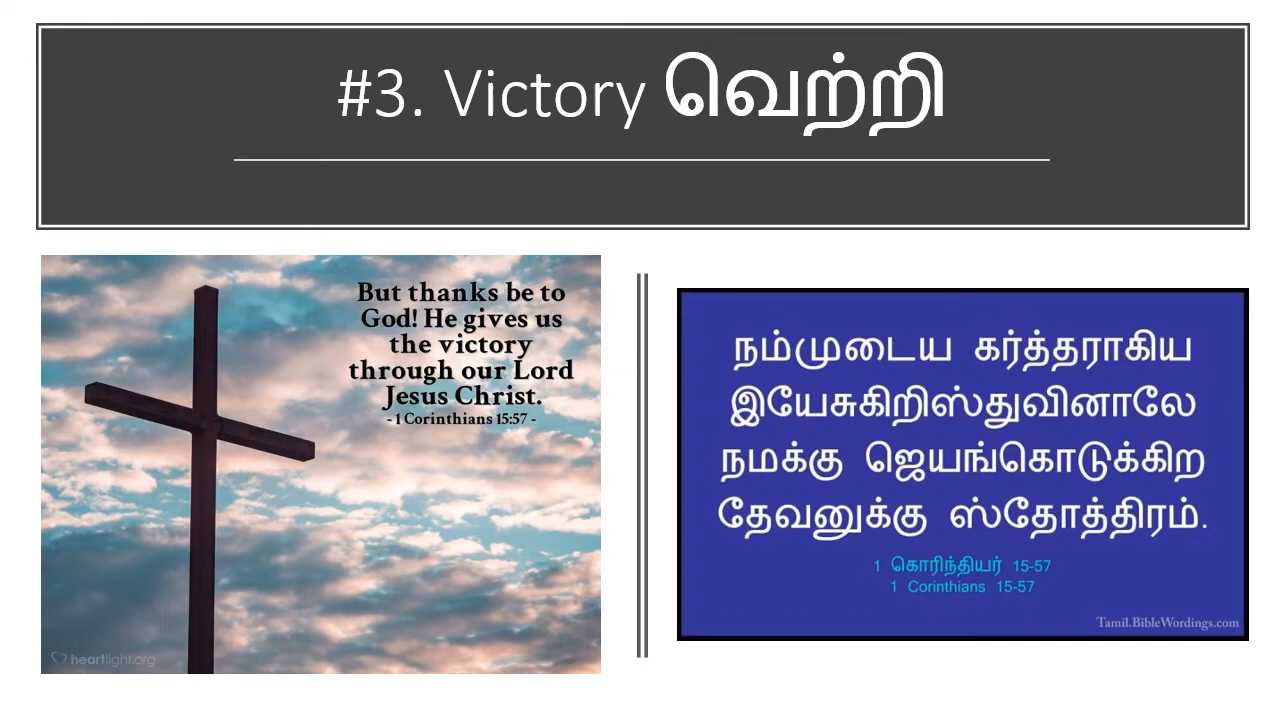 #3. Victory வெற்றி
But thanks be to
God! He gives us
the victory
through our Lord
Jesus Christ.
- 1 Corinthians 15:57 -
heartlight.org
நம்முடைய கர்த்தராகிய
இயேசுகிறிஸ்துவினாலே
நமக்கு ஜெயங்கொடுக்கிற
தேவனுக்கு ஸ்தோத்திரம்.
1 கொரிந்தியர் 15-57
1 Corinthians 15-57
Tamil.BibleWordings.com